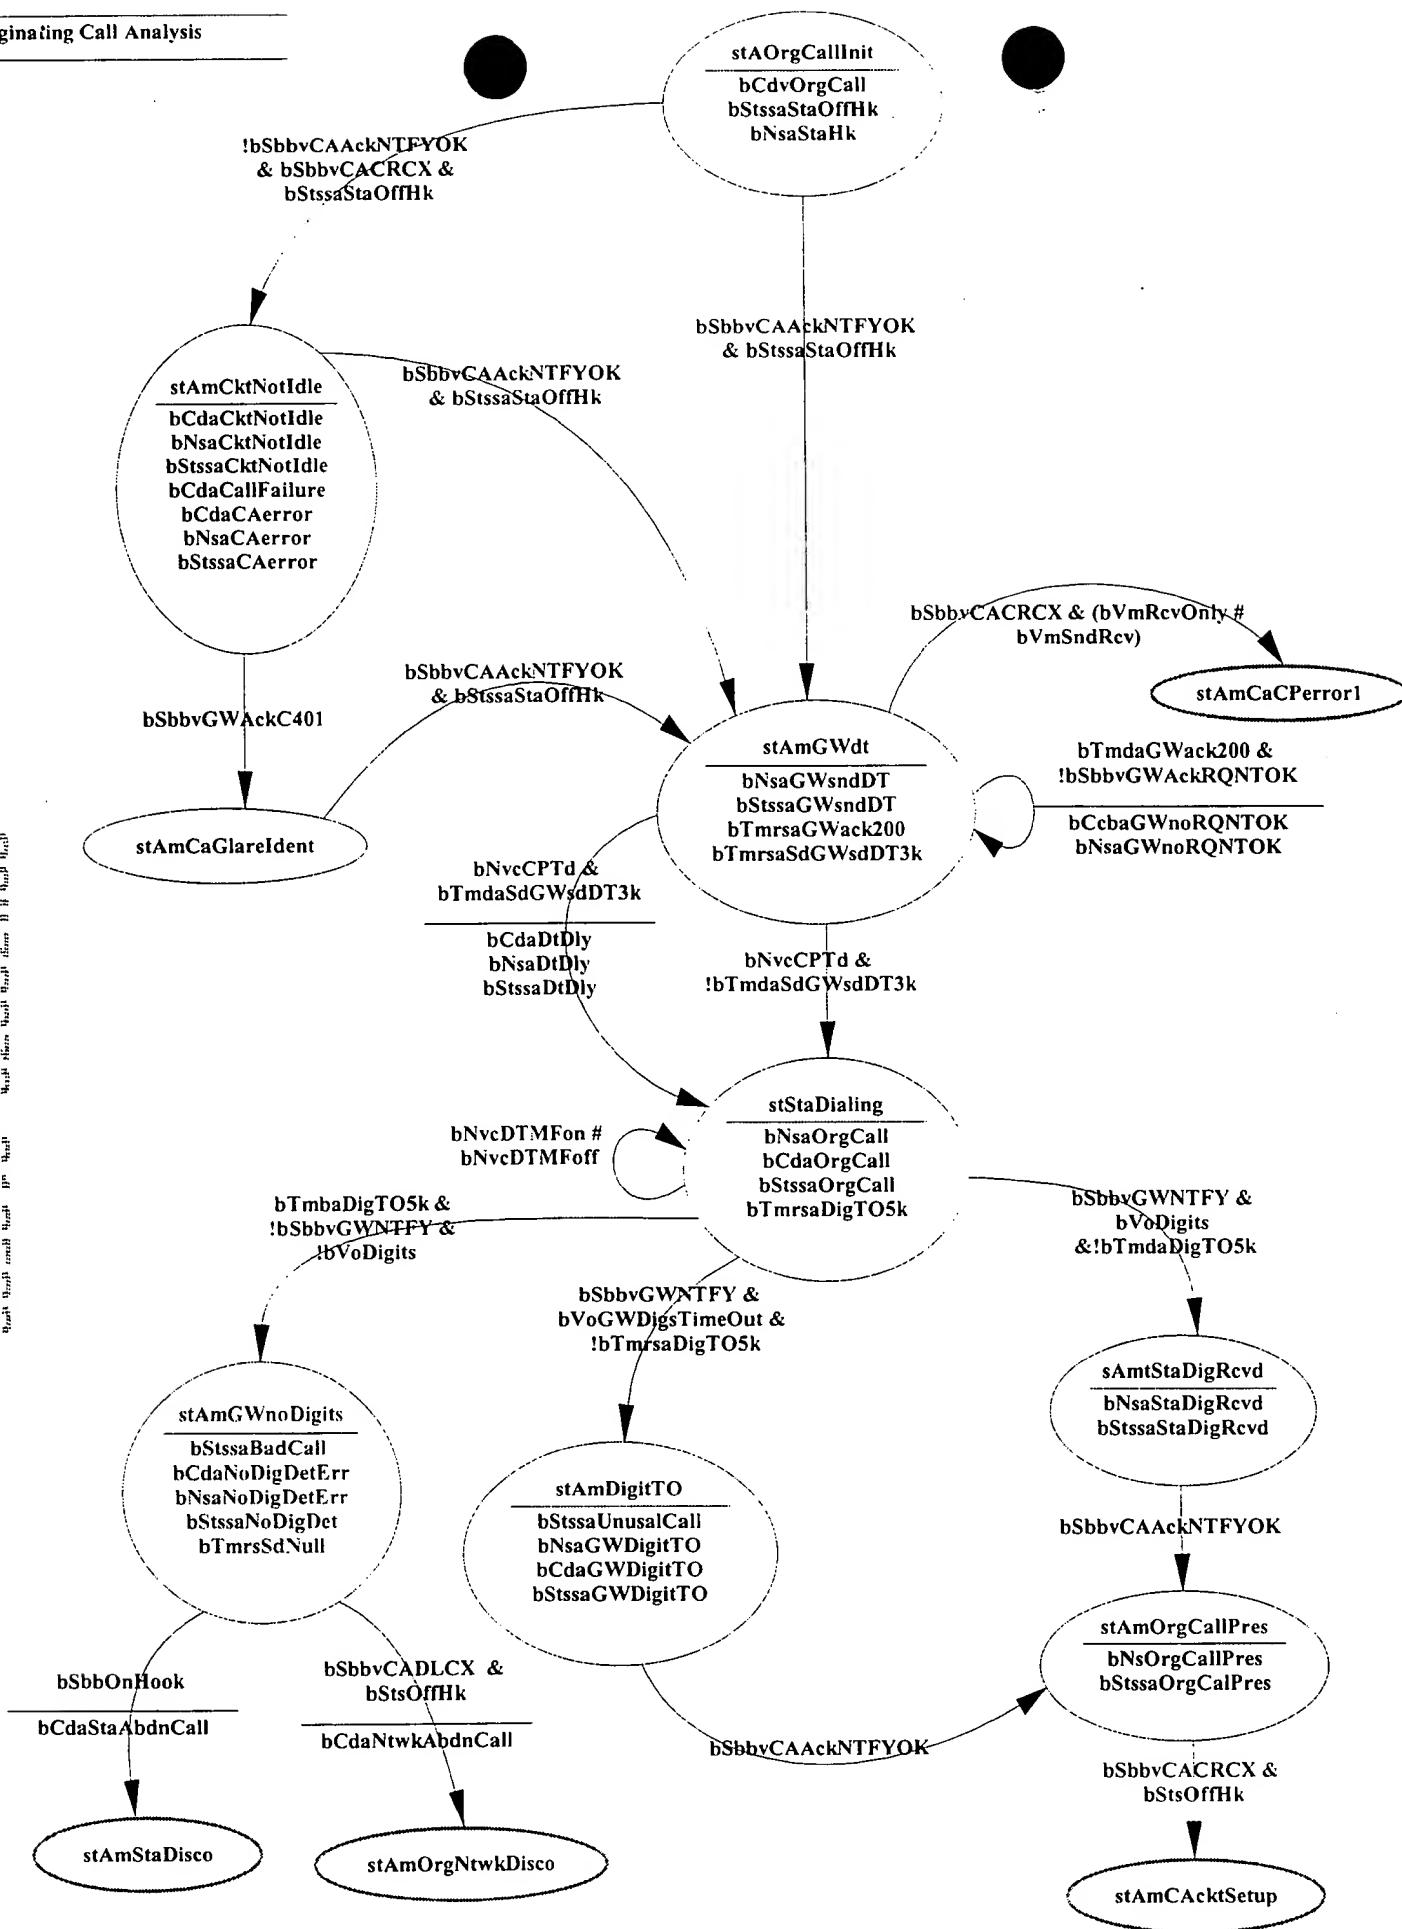 ginating Call Analysis
stAOrgCallInit
bCdvOrgCall
bStssaStaOffHk
bNsaStaHk
!bSbbvCAAckNTFYOK
& bSbbvCACRCX &
bStssaStaOffHk
bSbbvCAAckNTFYOK
& bStssaStaOffHk
stAmCktNotIdle
bCdaCktNotIdle
bNsaCktNotIdle
bStssaCktNotIdle
bCdaCallFailure
bCdaCAerror
bNsaCAerror
bStssaCAerror
bSbbvCAAckNTFYOK
& bStssaStaOffHk
bSbbvCACRCX & (bVmRcvOnly #
bVmSndRcv)
stAmCaCPerror1
bSbbvCAAckNTFYOK
& bStssaStaOffHk
bSbbvGWAckC401
stAmCaGlareIdent
stAmGWdt
bNsaGWsndDT
bStssaGWsndDT
bTmrsaGWack200
bTmrsaSdGWsdDT3k
bTmdaGWack200 &
!bSbbvGWAckRQNTOK
bCcbaGWnoRQNTOK
bNsaGWnoRQNTOK
bNvcCPTd &
bTmdaSdGWsdDT3k
bCdaDtDly
bNsaDtDly
bStssaDtDly
bNvcCPTd &
!bTmdaSdGWsdDT3k
stStaDialing
bNsaOrgCall
bCdaOrgCall
bStssaOrgCall
bTmrsaDigTO5k
bNvcDTMFon #
bNvcDTMFoff
bTmbaDigTO5k &
!bSbbvGWNTFY &
!bVoDigits
bSbbvGWNTFY &
bVoGWDigsTimeOut &
!bTmrsaDigTO5k
bSbbvGWNTFY &
bVoDigits
&!bTmdaDigTO5k
sAmtStaDigRcvd
bNsaStaDigRcvd
bStssaStaDigRcvd
stAmGWnoDigits
bStssaBadCall
bCdaNoDigDetErr
bNsaNoDigDetErr
bStssaNoDigDet
bTmrsSdNull
stAmDigitTO
bStssaUnusalCall
bNsaGWDigitTO
bCdaGWDigitTO
bStssaGWDigitTO
bSbbvCAAckNTFYOK
stAmOrgCallPres
bNsOrgCallPres
bStssaOrgCalPres
bSbbOnHook
bCdaStaAbdnCall
bSbbvCADLCX &
bStsOffHk
bCdaNtwkAbdnCall
bSbbvCAAckNTFYOK
bSbbvCACRCX &
bStsOffHk
stAmStaDisco
stAmOrgNtwkDisco
stAmCAcktSetup